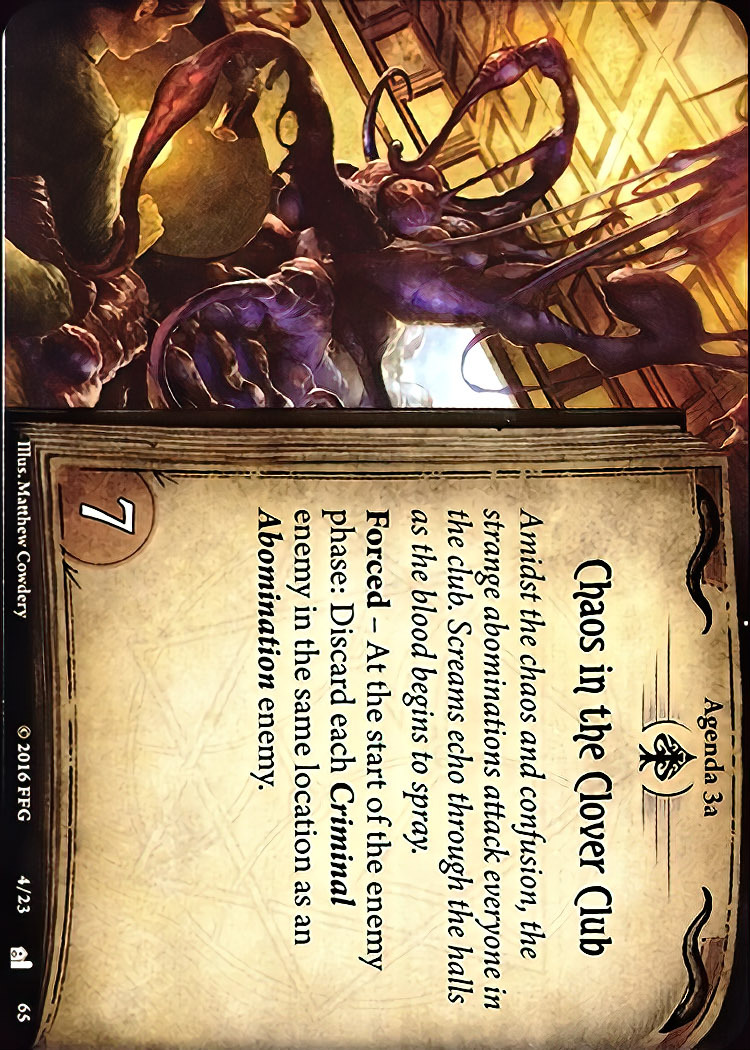 Agenda 3a
Chaos in the Clover Club
Amidst the chaos and confusion, the
strange abominations attack everyone in
the club. Screams echo through the halls
as the blood begins to spray.
Forced – At the start of the enemy
phase: Discard each Criminal
enemy in the same location as an
Abomination enemy.
7
Illus. Matthew Cowdery © 2016 FFG 4/23 65